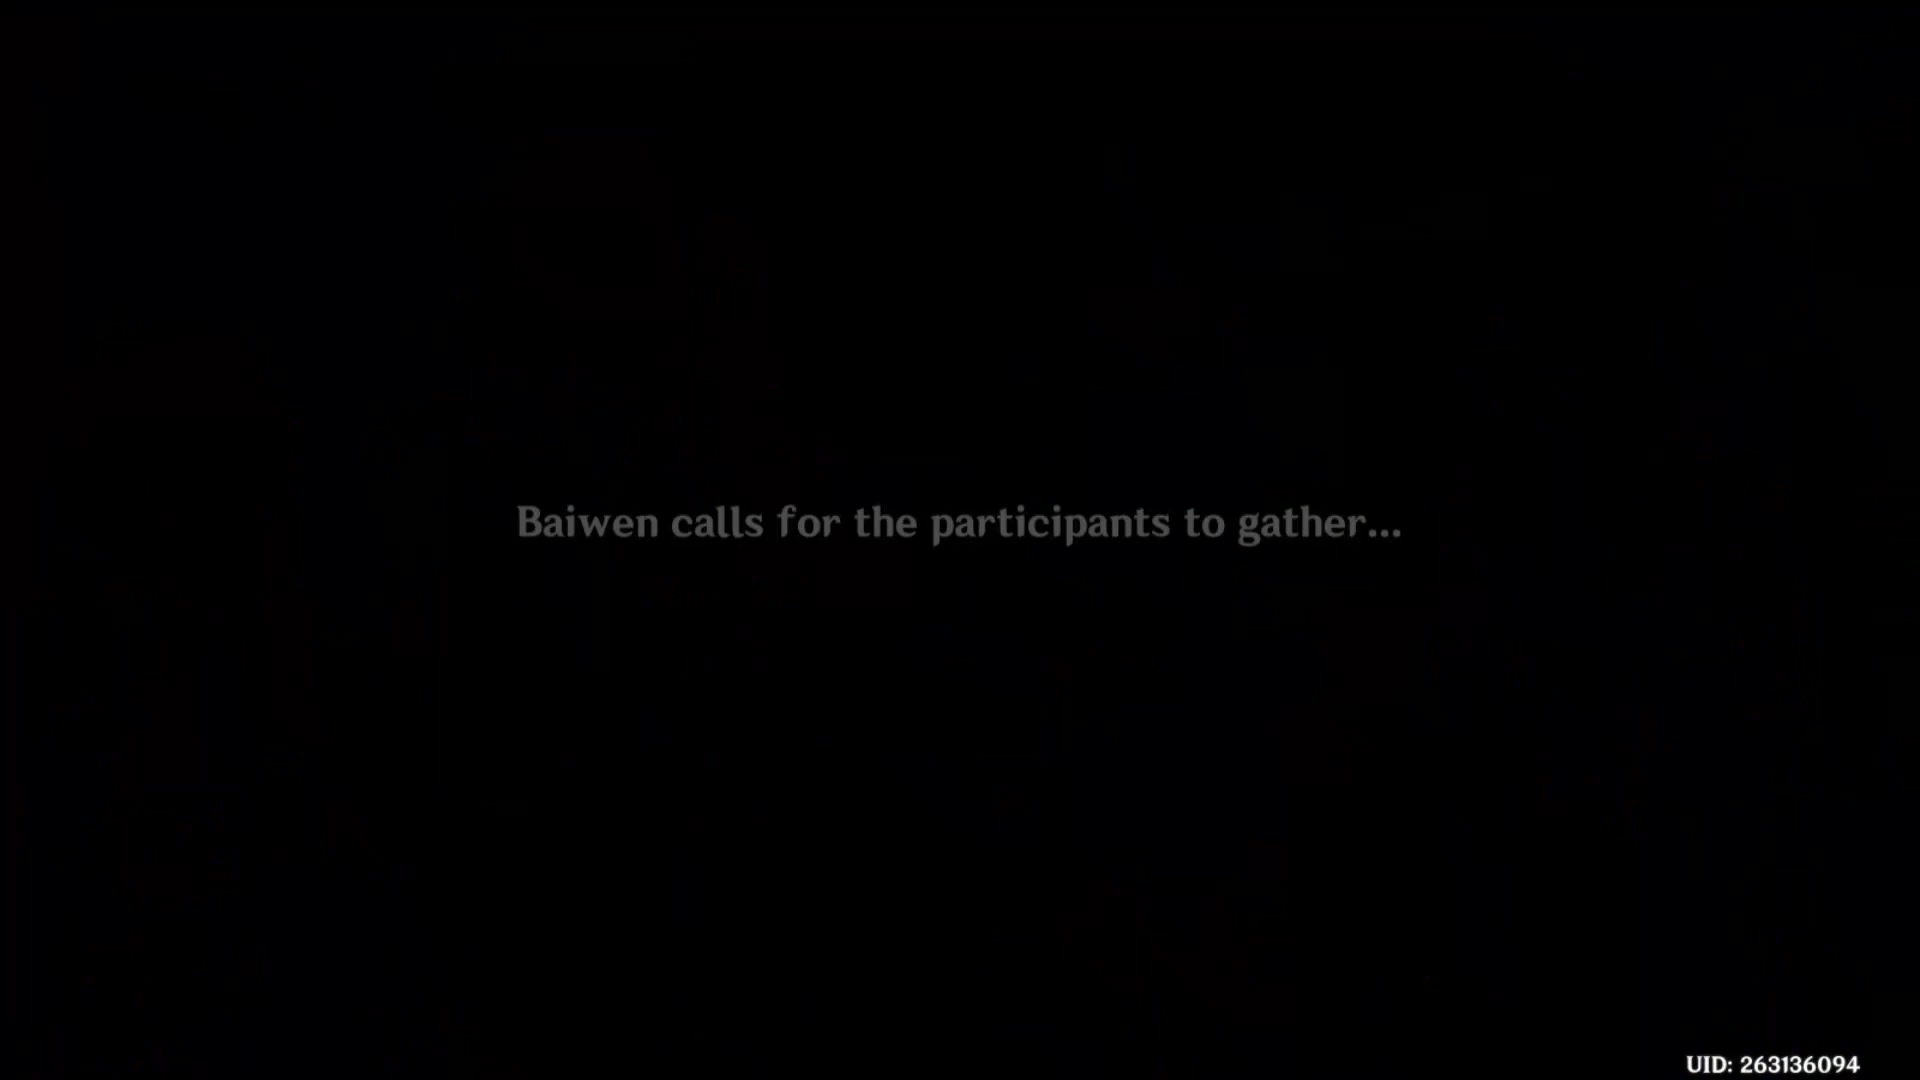 Baiwen calls for the participants to gather...
UID: 263136094